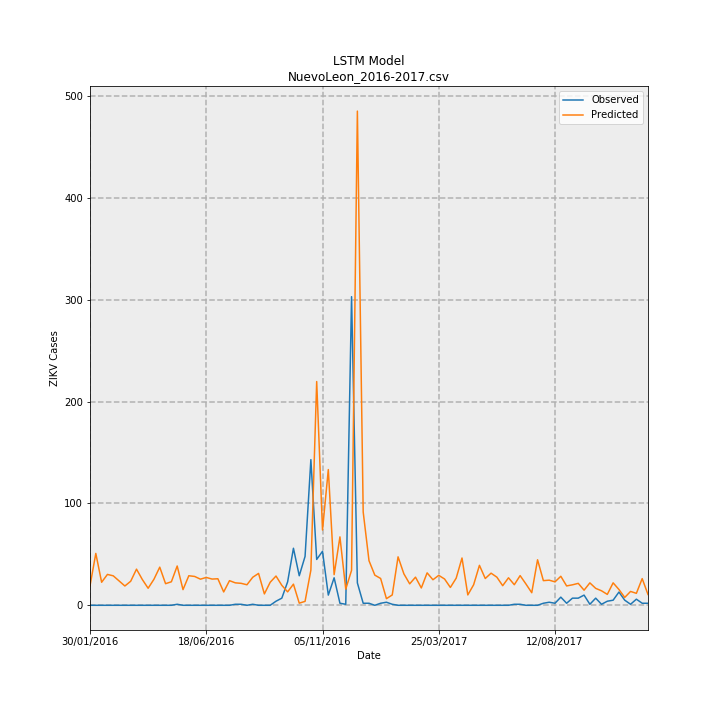 LSTM Model
NuevoLeon_2016-2017.csv
Observed
Predicted
500
400
300
200
100
0
ZIKV Cases
30/01/2016
18/06/2016
05/11/2016
25/03/2017
12/08/2017
Date